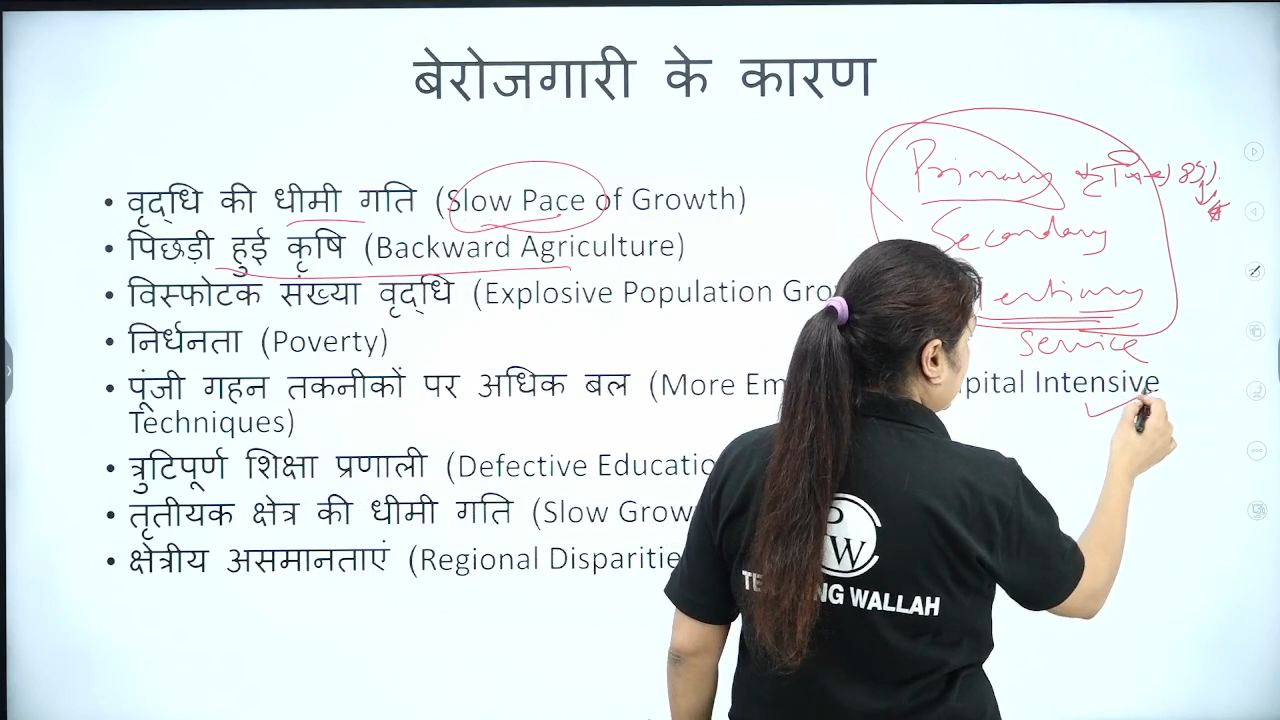 बेरोजगारी के कारण
• वृद्धि की धीमी गति (Slow Pace of Growth)
• पिछड़ी हुई कृषि (Backward Agriculture)
• विस्फोटक संख्या वृद्धि (Explosive Population Gro
• निर्धनता (Poverty)
• पूंजी गहन तकनीकों पर अधिक बल (More Em pital Intensive
Techniques)
• त्रुटिपूर्ण शिक्षा प्रणाली (Defective Educatio
• तृतीयक क्षेत्र की धीमी गति (Slow Grow
• क्षेत्रीय असमानताएं (Regional Disparitie
Primary
Secondary
Tertiary
Service
PW
WALLAH